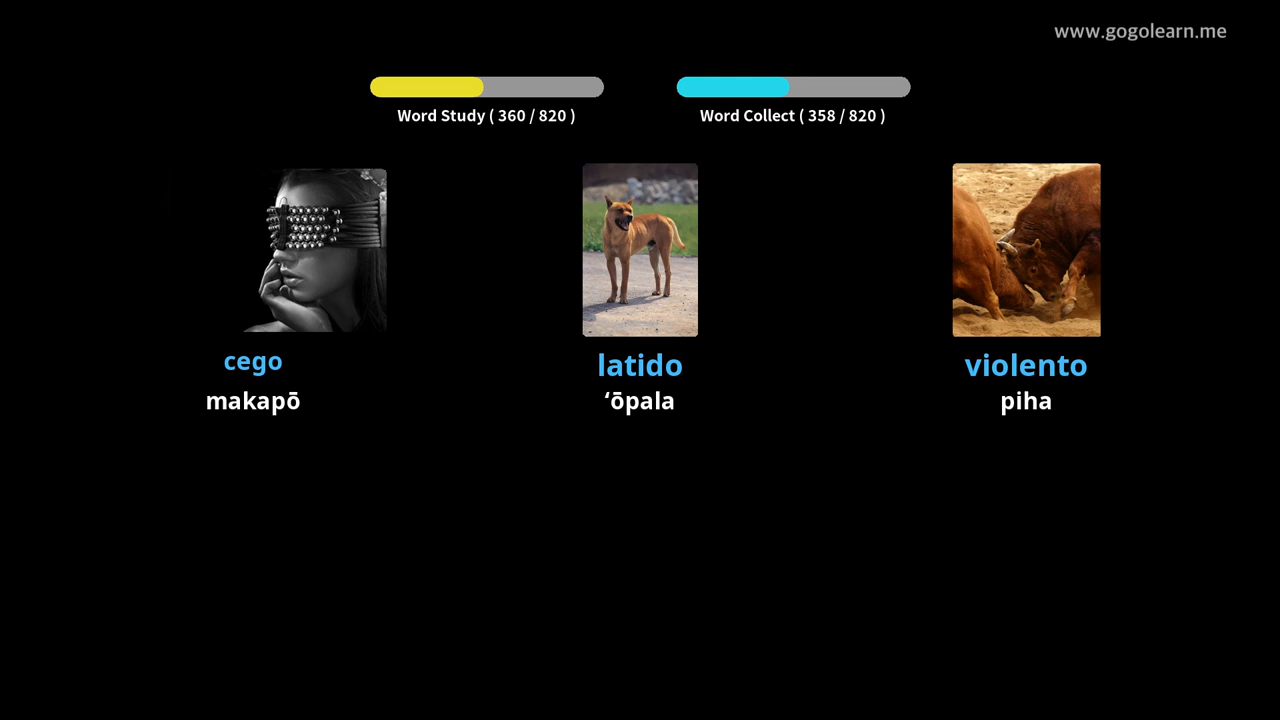 www.gogolearn.me
Word Study ( 360 / 820 )
Word Collect ( 358 / 820 )
cego
makapō
latido
ʻōpala
violento
piha